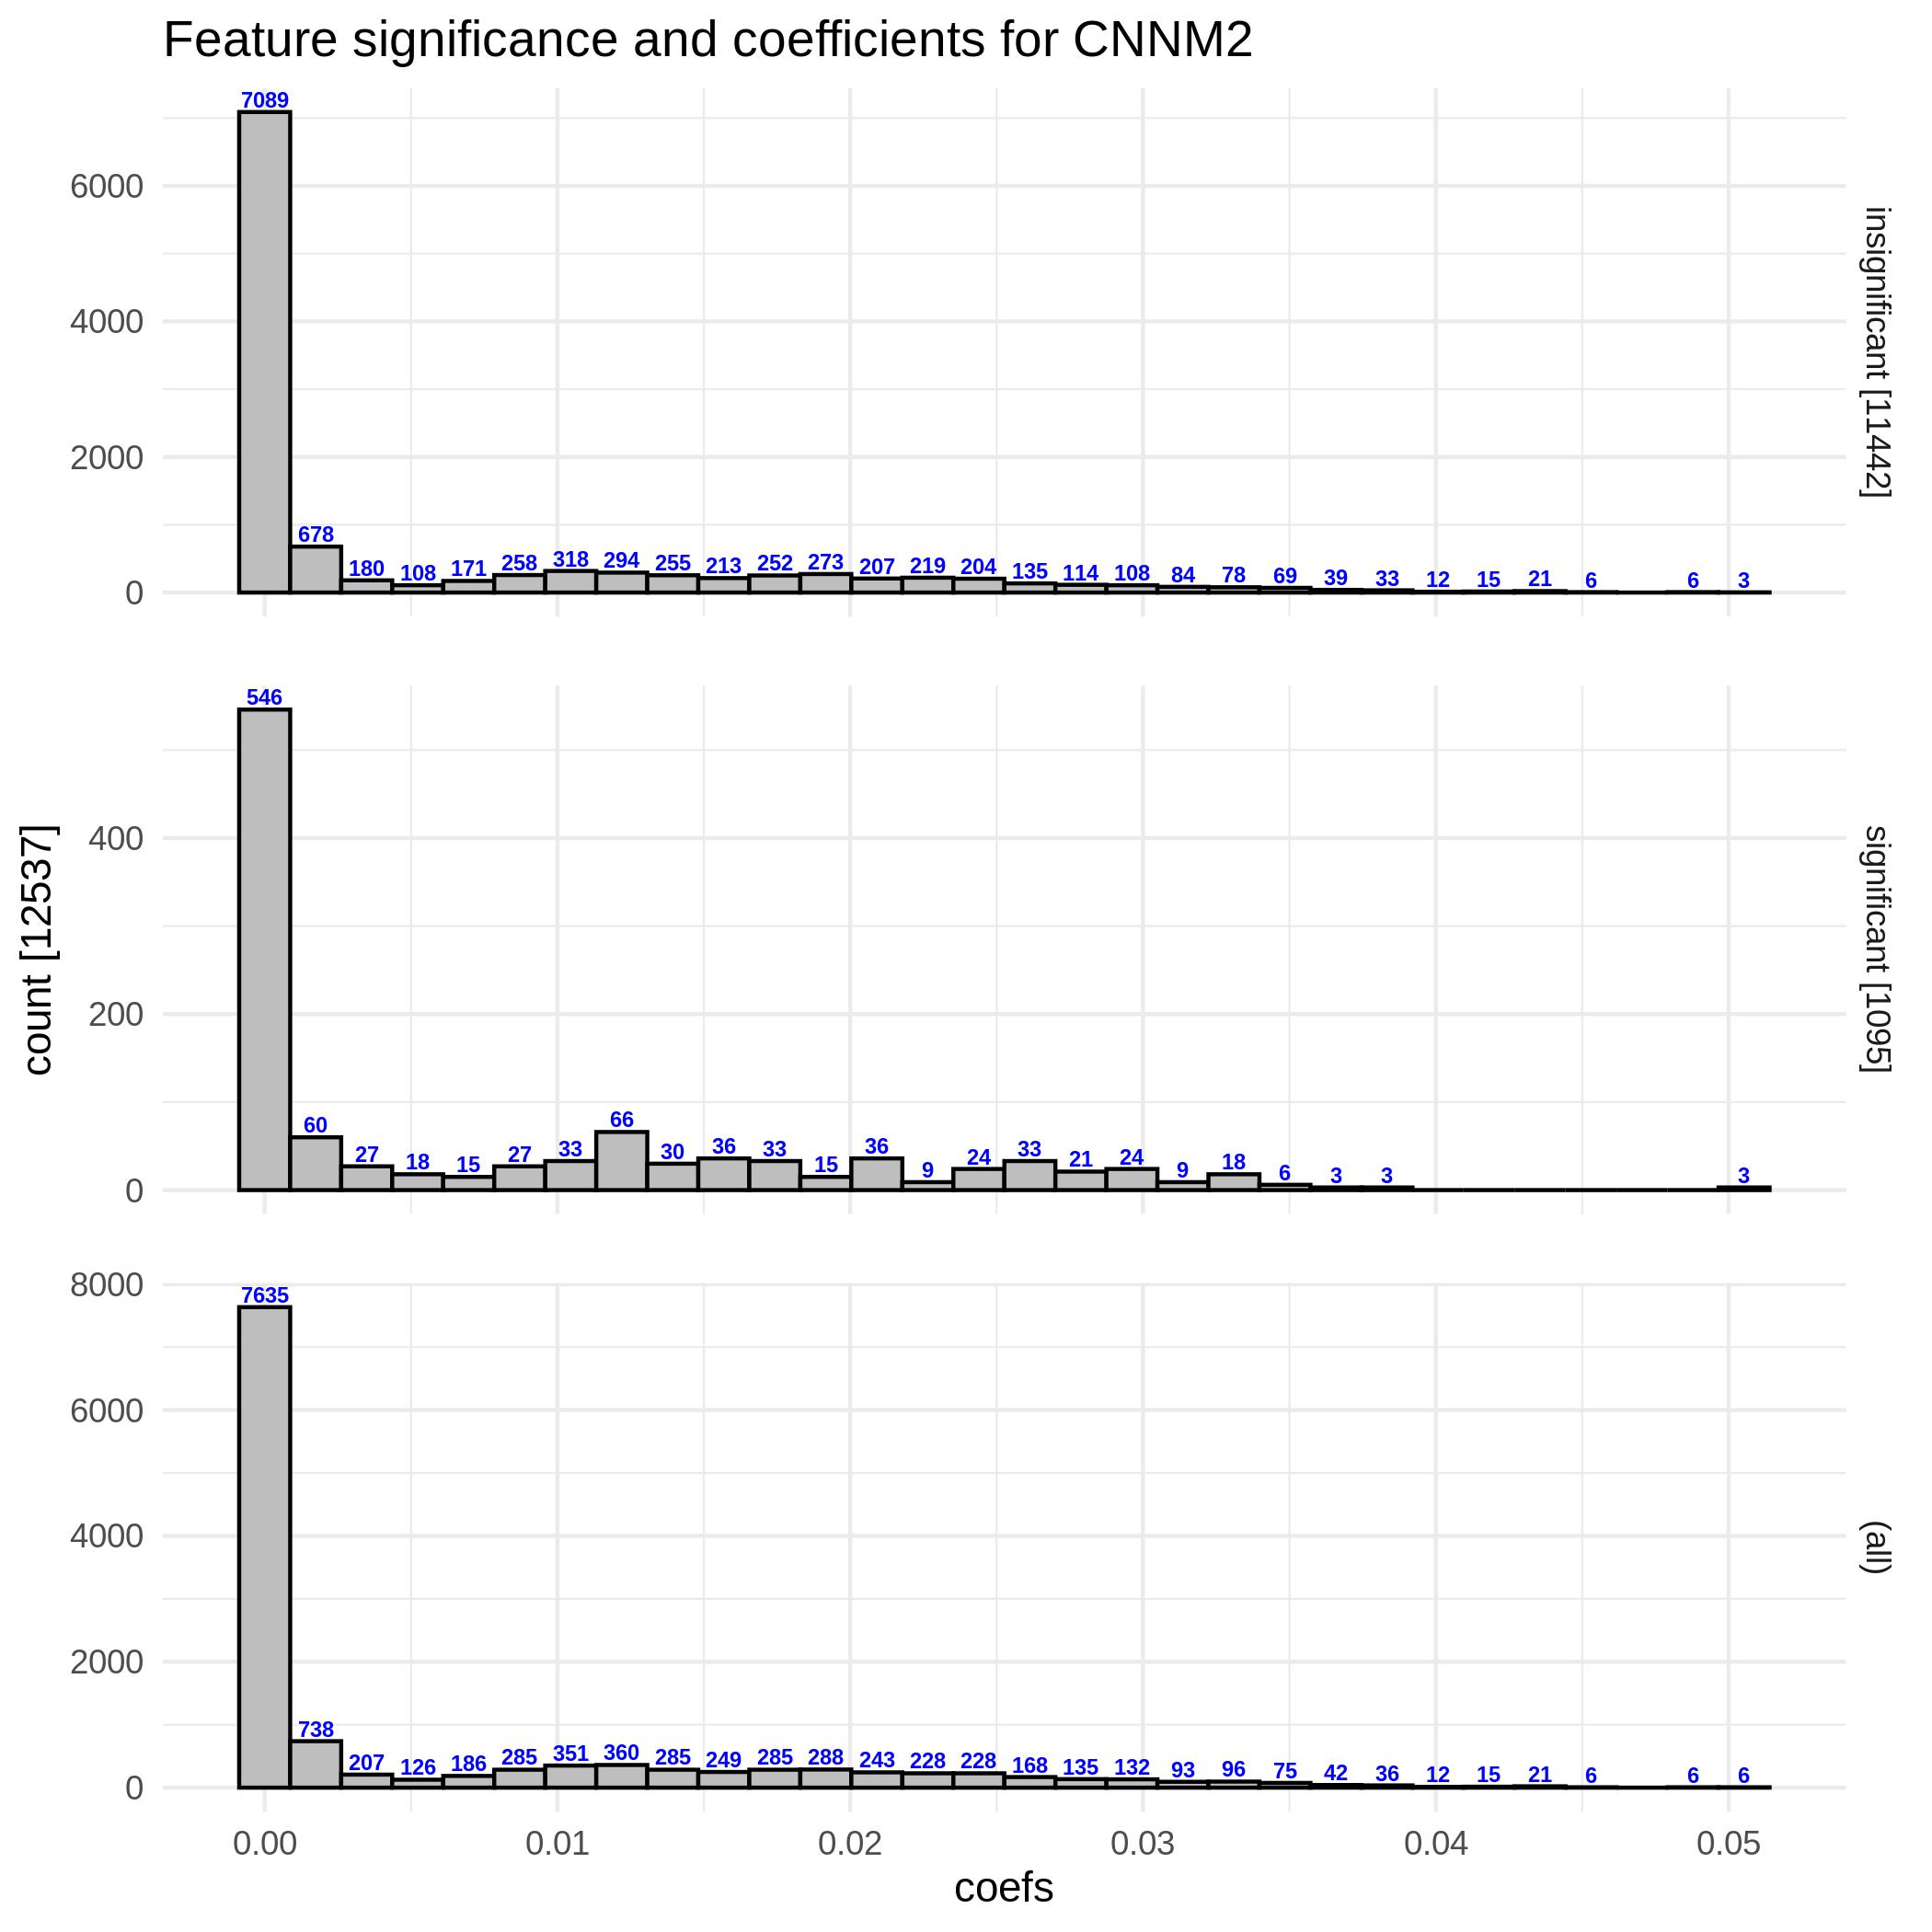 Feature significance and coefficients for CNNM2
7089
6000
4000
2000
0
678 180 108 171 258 318 294 255 213 252 273 207 219 204 135 114 108 84 78 69 39 33 12 15 21 6 6 3
insignificant [11442]
546
400
200
0
60 27 18 15 27 33 66 30 36 33 15 36 9 24 33 21 24 9 18 6 3 3 3
significant [1095]
count [12537]
8000
7635
6000
4000
2000
0
738 207 126 186 285 351 360 285 249 285 288 243 228 228 168 135 132 93 96 75 42 36 12 15 21 6 6 6
(all)
0.00 0.01 0.02 0.03 0.04 0.05
coefs